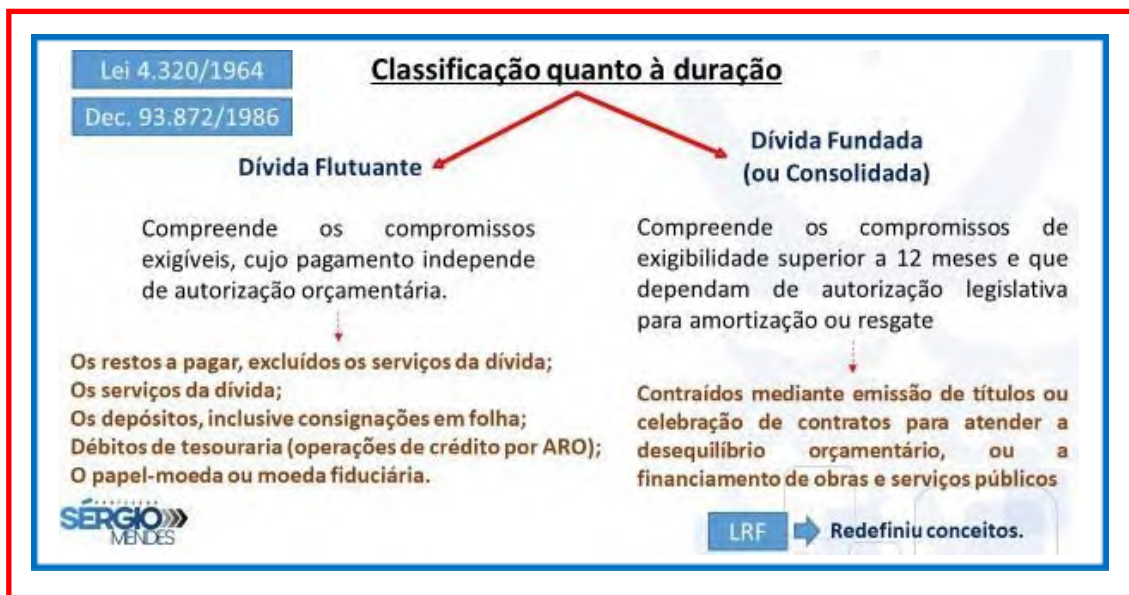 Lei 4.320/1964
Classificação quanto à duração
Dec. 93.872/1986
Dívida Flutuante
Compreende os compromissos
exigíveis, cujo pagamento independe
de autorização orçamentária.
Os restos a pagar, excluídos os serviços da dívida;
Os serviços da dívida;
Os depósitos, inclusive consignações em folha;
Débitos de tesouraria (operações de crédito por ARO);
O papel-moeda ou moeda fiduciária.
Dívida Fundada
(ou Consolidada)
Compreende os compromissos de
exigibilidade superior a 12 meses e que
dependam de autorização legislativa
para amortização ou resgate
Contraídos mediante emissão de títulos ou
celebração de contratos para atender a
desequilíbrio orçamentário, ou a
financiamento de obras e serviços públicos
SÉRGIO
MENDES
LRF
Redefiniu conceitos.